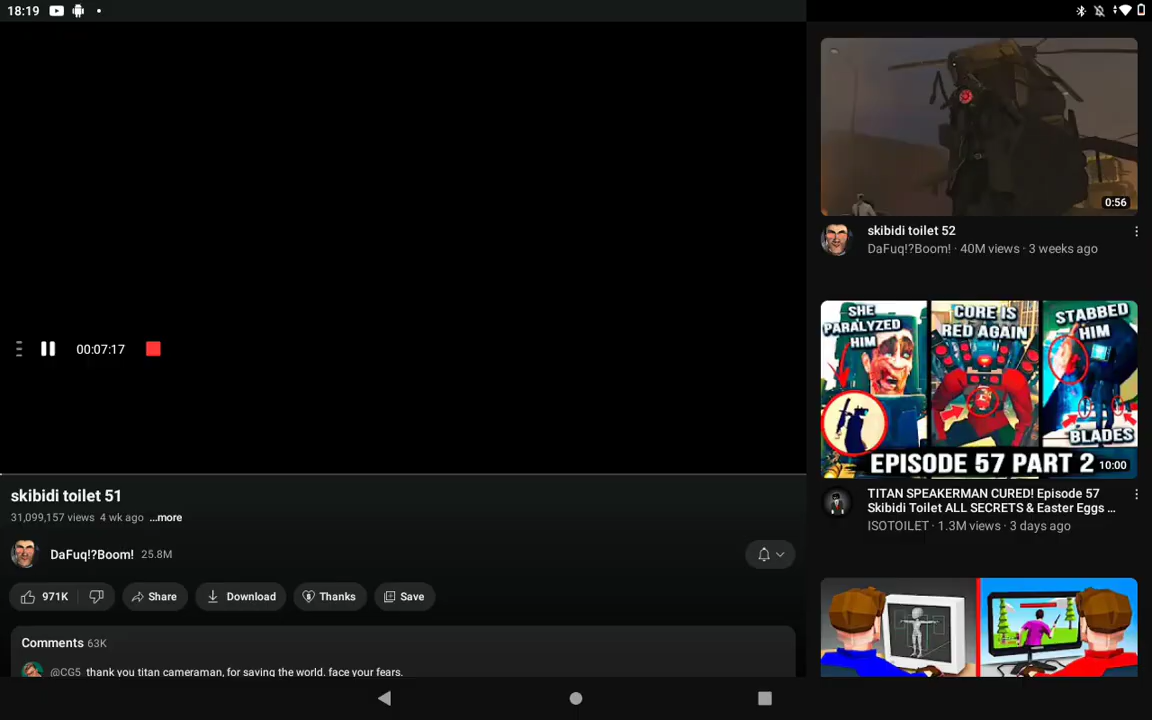 18:19
00:07:17
skibidi toilet 51
31,099,157 views 4 wk ago ...more
DaFuq!?Boom! 25.8M
971K
Share
Download
Thanks
Save
Comments 63K
@CG5 thank you titan cameraman, for saving the world. face your fears.
0:56
skibidi toilet 52
DaFuq!?Boom! · 40M views · 3 weeks ago
SHE
PARALYZED
HIM
CORE IS
RED AGAIN
STABBED
HIM
BLADES
EPISODE 57 PART 2
10:00
TITAN SPEAKERMAN CURED! Episode 57
Skibidi Toilet ALL SECRETS & Easter Eggs ...
ISOTOILET · 1.3M views · 3 days ago